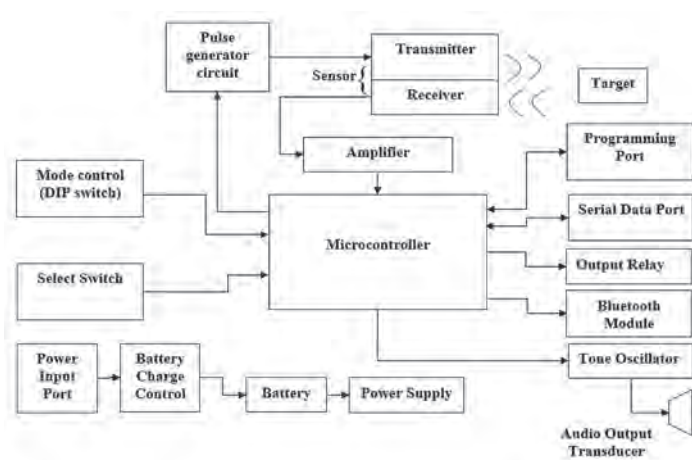 Pulse
generator
circuit
Transmitter
Sensor
Receiver
Target
Amplifier
Programming
Port
Mode control
(DIP switch)
Microcontroller
Serial Data Port
Select Switch
Output Relay
Bluetooth
Module
Power
Input
Port
Battery
Charge
Control
Battery
Power Supply
Tone Oscillator
Audio Output
Transducer